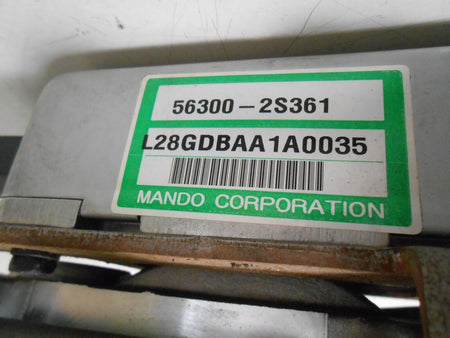 56300-2S361
L28GDBAA1A0035
MANDO CORPORATION